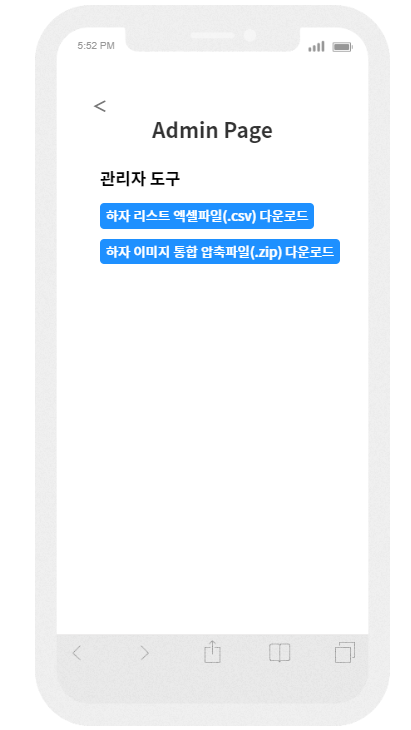 5:52 PM
<
Admin Page
관리자 도구
하자 리스트 엑셀파일(.csv) 다운로드
하자 이미지 통합 압축파일(.zip) 다운로드